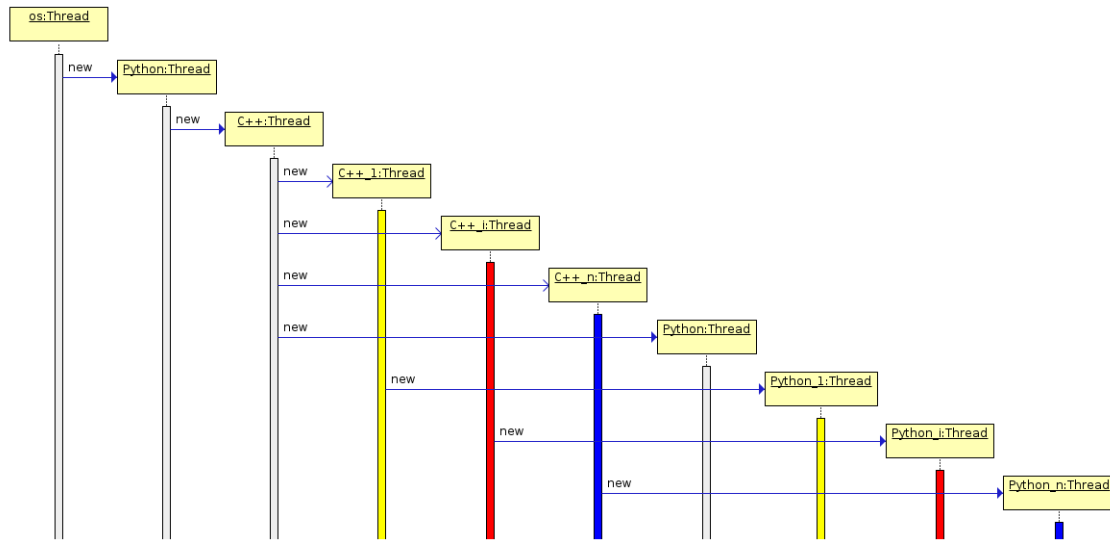 os:Thread
new
Python:Thread
new
C++:Thread
new
C++_1:Thread
new
C++_i:Thread
new
C++_n:Thread
new
Python:Thread
new
Python_1:Thread
new
Python_i:Thread
new
Python_n:Thread